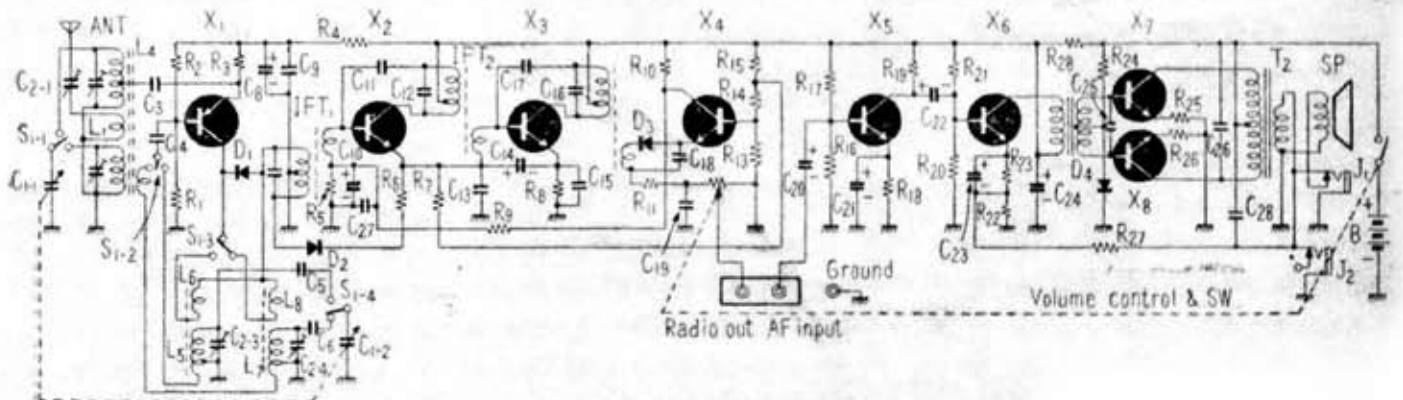 X₁ X₂ X₃ X₄ X₅ X₆ X₇
ANT L₄ R₂ R₃ C₈ C₉ R₄ C₁₁ C₁₂ IFT₂ C₁₇ C₁₆ R₁₀ R₁₅ R₁₇ R₁₉ R₂₁ R₂₈ R₂₄ T₂ SP
C₂₋₁ C₃ R₁₄ C₂₂ C₂₅ R₂₅
S₁₋₁ L₁ C₄ D₁ IFT₁ C₁₀ C₁₄ D₃ C₁₈ R₁₃ R₁₆ R₂₀ R₂₃ D₄ R₂₆ C₂₆ J₁
C₁₋₁ R₁ R₅ R₆ R₇ C₁₃ R₈ C₁₅ R₁₁ C₂₀ C₂₁ R₁₈ R₂₂ C₂₄ X₈ C₂₈ + B −
S₁₋₂ S₁₋₃ C₂₇ R₉ C₁₉ C₂₃ R₂₇
L₆ L₈ D₂ C₅ S₁₋₄ Ground J₂
Volume control & SW
L₅ C₂₋₃ L₇ C₂₋₄ C₆ C₁₋₂ Radio out AF input